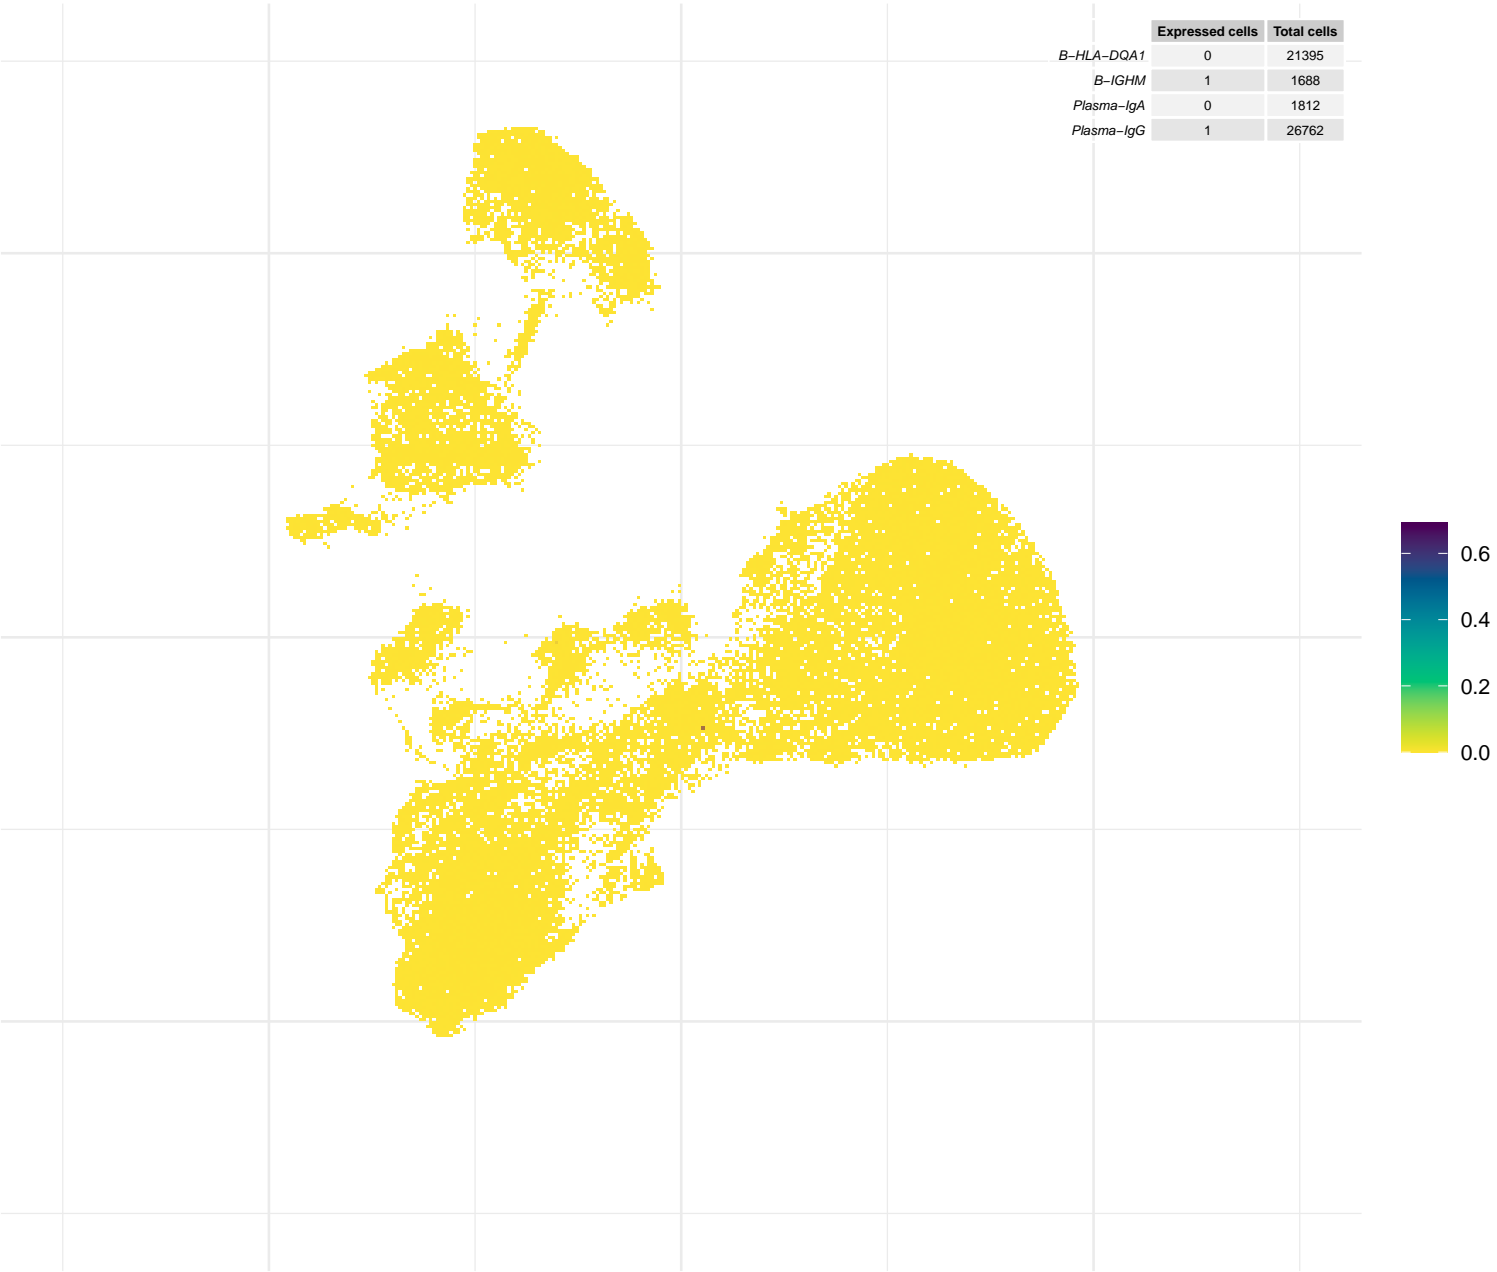 Expressed cells Total cells
B−HLA−DQA1 0 21395
B−IGHM 1 1688
Plasma−IgA 0 1812
Plasma−IgG 1 26762
0.6
0.4
0.2
0.0